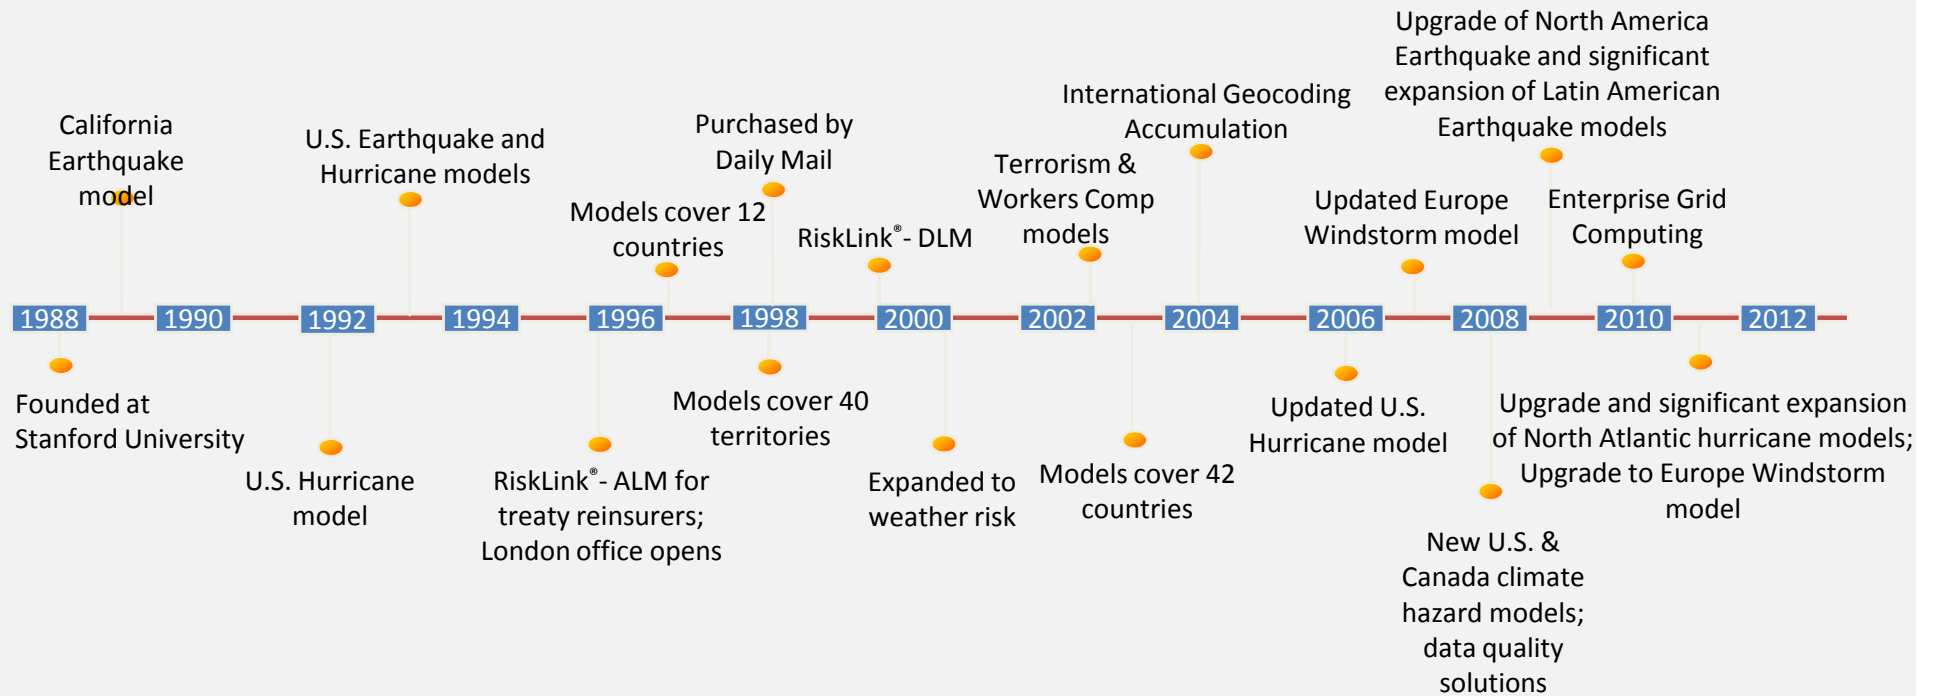 Upgrade of North America
Earthquake and significant
expansion of Latin American
Earthquake models
International Geocoding
Accumulation
California
Earthquake
model
U.S. Earthquake and
Hurricane models
Purchased by
Daily Mail
Terrorism &
Workers Comp
models
Models cover 12
countries
RiskLink®- DLM
Updated Europe
Windstorm model
Enterprise Grid
Computing
1988 1990 1992 1994 1996 1998 2000 2002 2004 2006 2008 2010 2012
Founded at
Stanford University
U.S. Hurricane
model
RiskLink®- ALM for
treaty reinsurers;
London office opens
Models cover 40
territories
Expanded to
weather risk
Models cover 42
countries
Updated U.S.
Hurricane model
New U.S. &
Canada climate
hazard models;
data quality
solutions
Upgrade and significant expansion
of North Atlantic hurricane models;
Upgrade to Europe Windstorm
model